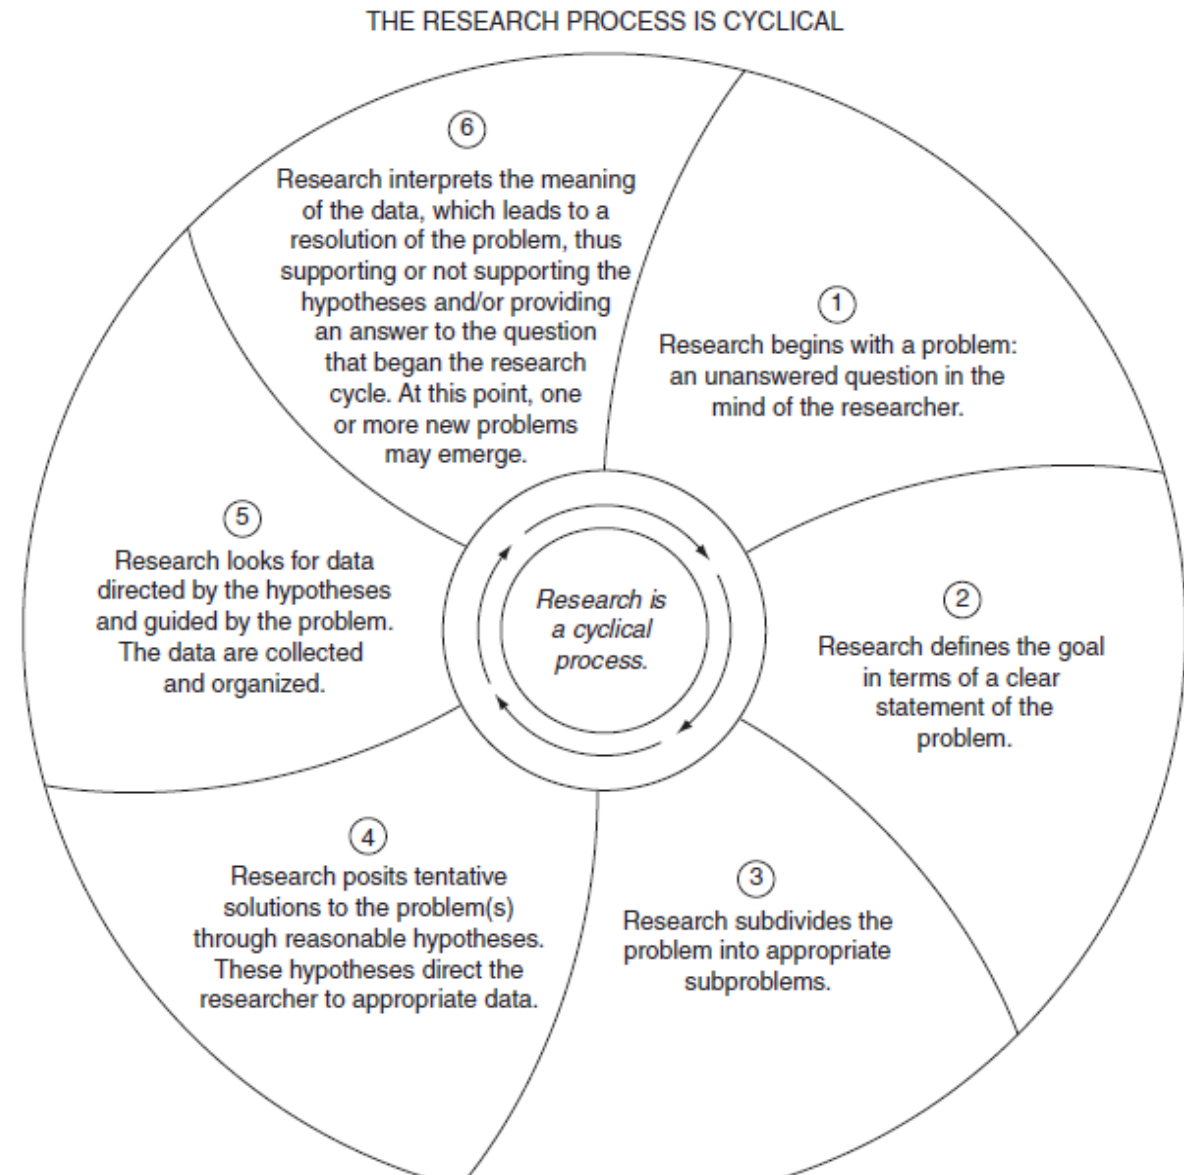 THE RESEARCH PROCESS IS CYCLICAL
6
Research interprets the meaning
of the data, which leads to a
resolution of the problem, thus
supporting or not supporting the
hypotheses and/or providing
an answer to the question
that began the research
cycle. At this point, one
or more new problems
may emerge.
1
Research begins with a problem:
an unanswered question in the
mind of the researcher.
2
Research defines the goal
in terms of a clear
statement of the
problem.
3
Research subdivides the
problem into appropriate
subproblems.
4
Research posits tentative
solutions to the problem(s)
through reasonable hypotheses.
These hypotheses direct the
researcher to appropriate data.
5
Research looks for data
directed by the hypotheses
and guided by the problem.
The data are collected
and organized.
Research is
a cyclical
process.